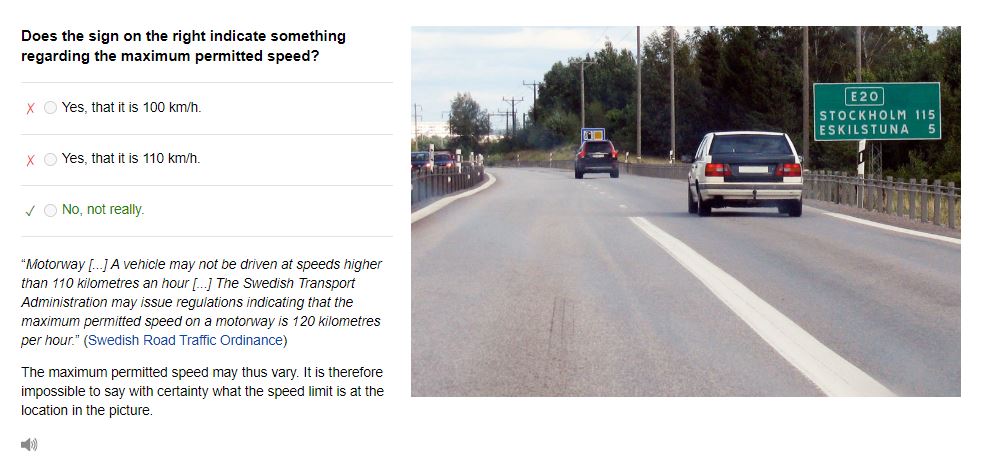 Does the sign on the right indicate something
regarding the maximum permitted speed?
Yes, that it is 100 km/h.
Yes, that it is 110 km/h.
No, not really.
“Motorway [...] A vehicle may not be driven at speeds higher
than 110 kilometres an hour [...] The Swedish Transport
Administration may issue regulations indicating that the
maximum permitted speed on a motorway is 120 kilometres
per hour.” (Swedish Road Traffic Ordinance)
The maximum permitted speed may thus vary. It is therefore
impossible to say with certainty what the speed limit is at the
location in the picture.
E20
STOCKHOLM 115
ESKILSTUNA 5